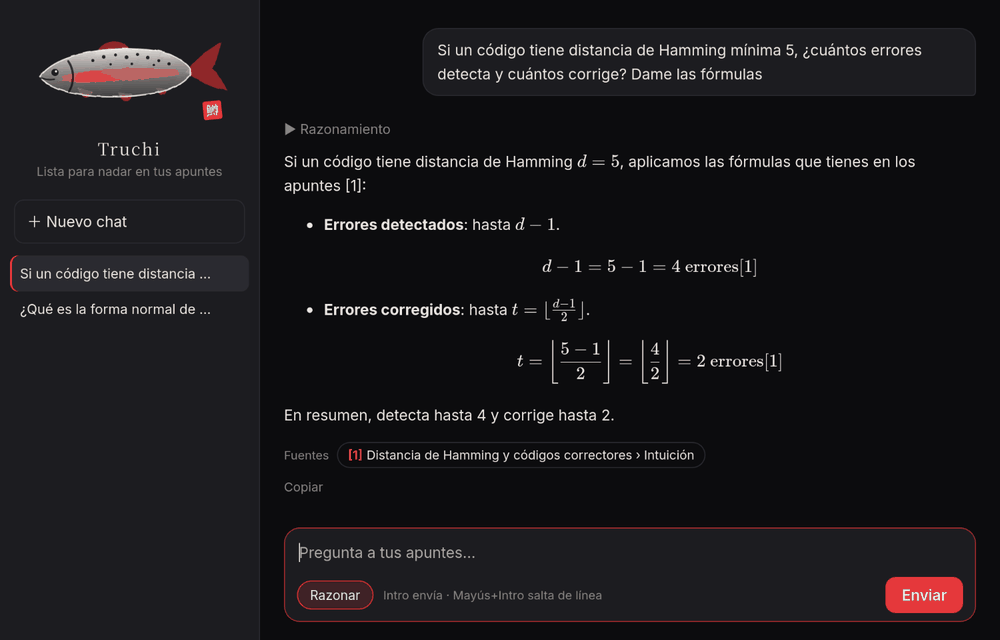 Truchi
Lista para nadar en tus apuntes
+ Nuevo chat
Si un código tiene distancia ...
¿Qué es la forma normal de ...
Si un código tiene distancia de Hamming mínima 5, ¿cuántos errores
detecta y cuántos corrige? Dame las fórmulas
▶ Razonamiento
Si un código tiene distancia de Hamming d = 5, aplicamos las fórmulas que tienes en los
apuntes [1]:
• Errores detectados: hasta d − 1.
d − 1 = 5 − 1 = 4 errores[1]
• Errores corregidos: hasta t = ⌊(d−1)/2⌋.
t = ⌊(5 − 1)/2⌋ = ⌊4/2⌋ = 2 errores[1]
En resumen, detecta hasta 4 y corrige hasta 2.
Fuentes [1] Distancia de Hamming y códigos correctores › Intuición
Copiar
Pregunta a tus apuntes...
Razonar Intro envía · Mayús+Intro salta de línea Enviar